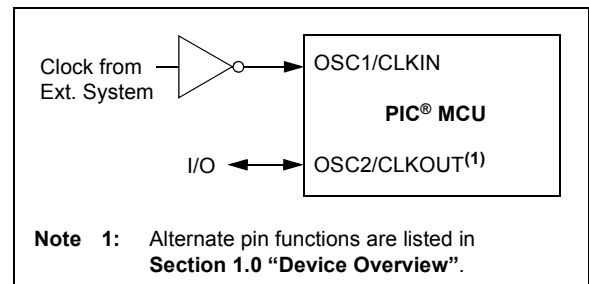 Clock from
Ext. System
OSC1/CLKIN
PIC® MCU
I/O
OSC2/CLKOUT(1)
Note 1: Alternate pin functions are listed in
Section 1.0 “Device Overview”.